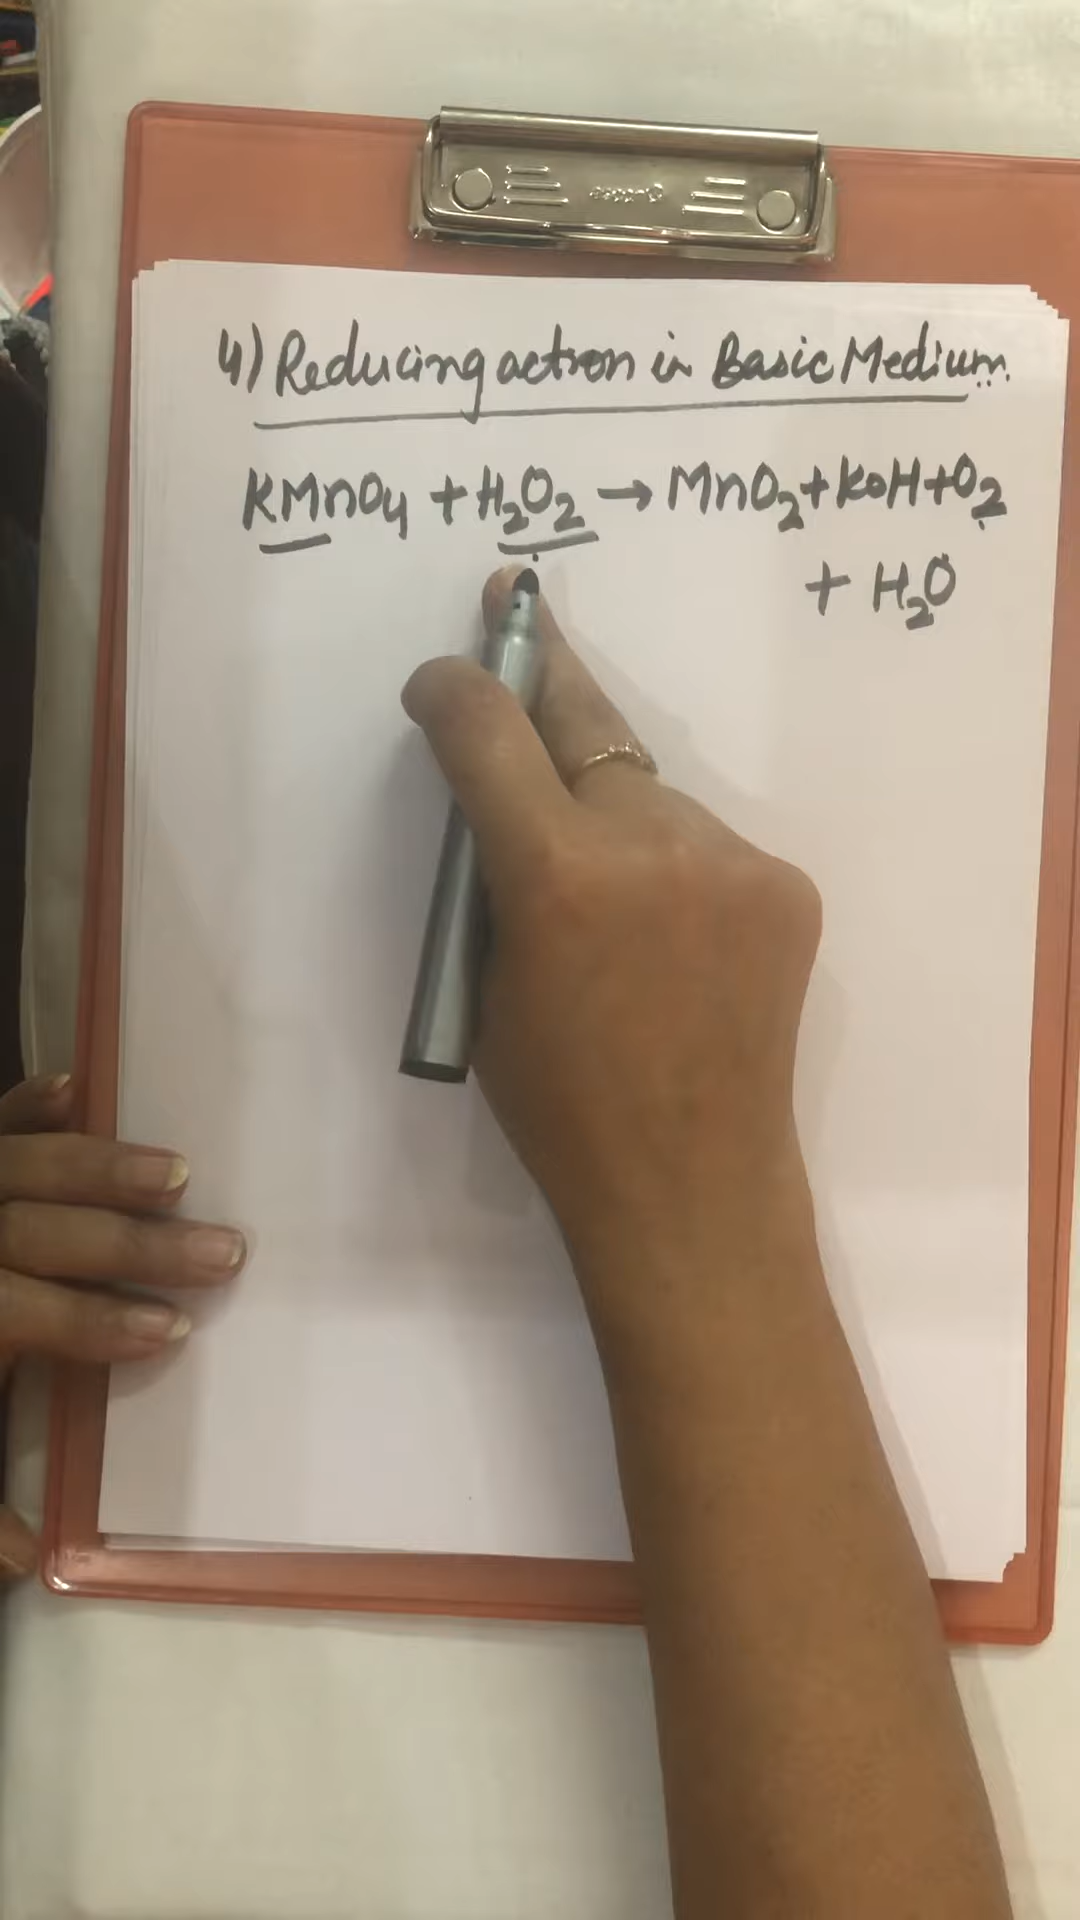 4) Reducing action in Basic Medium.
KMnO4 + H2O2 → MnO2 + KOH + O2
+ H2O